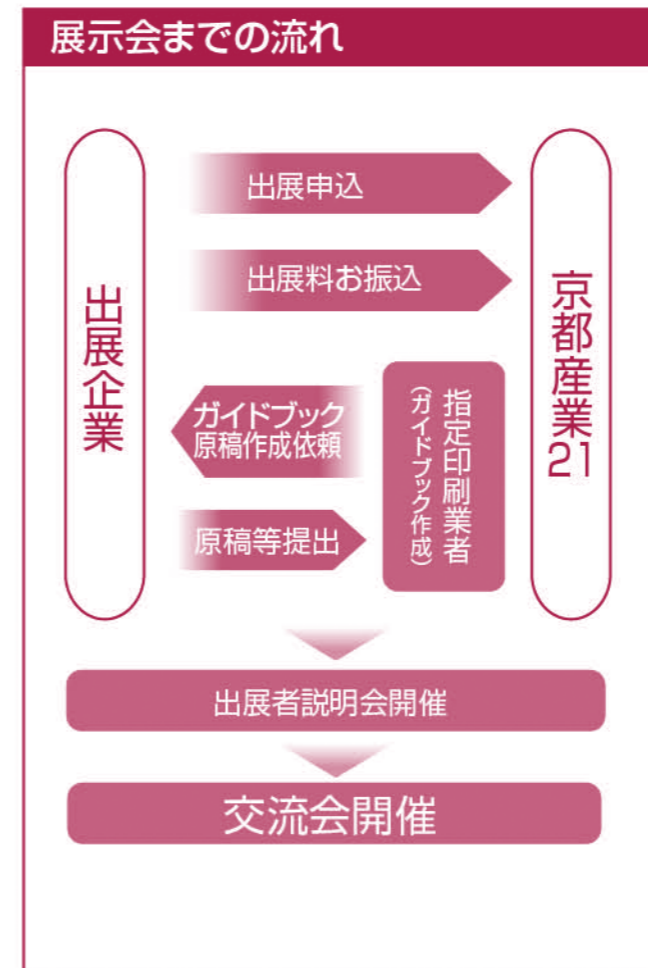 展示会までの流れ
出展企業
出展申込
出展料お振込
ガイドブック
原稿作成依頼
原稿等提出
指定印刷業者
(ガイドブック作成)
京都産業21
出展者説明会開催
交流会開催